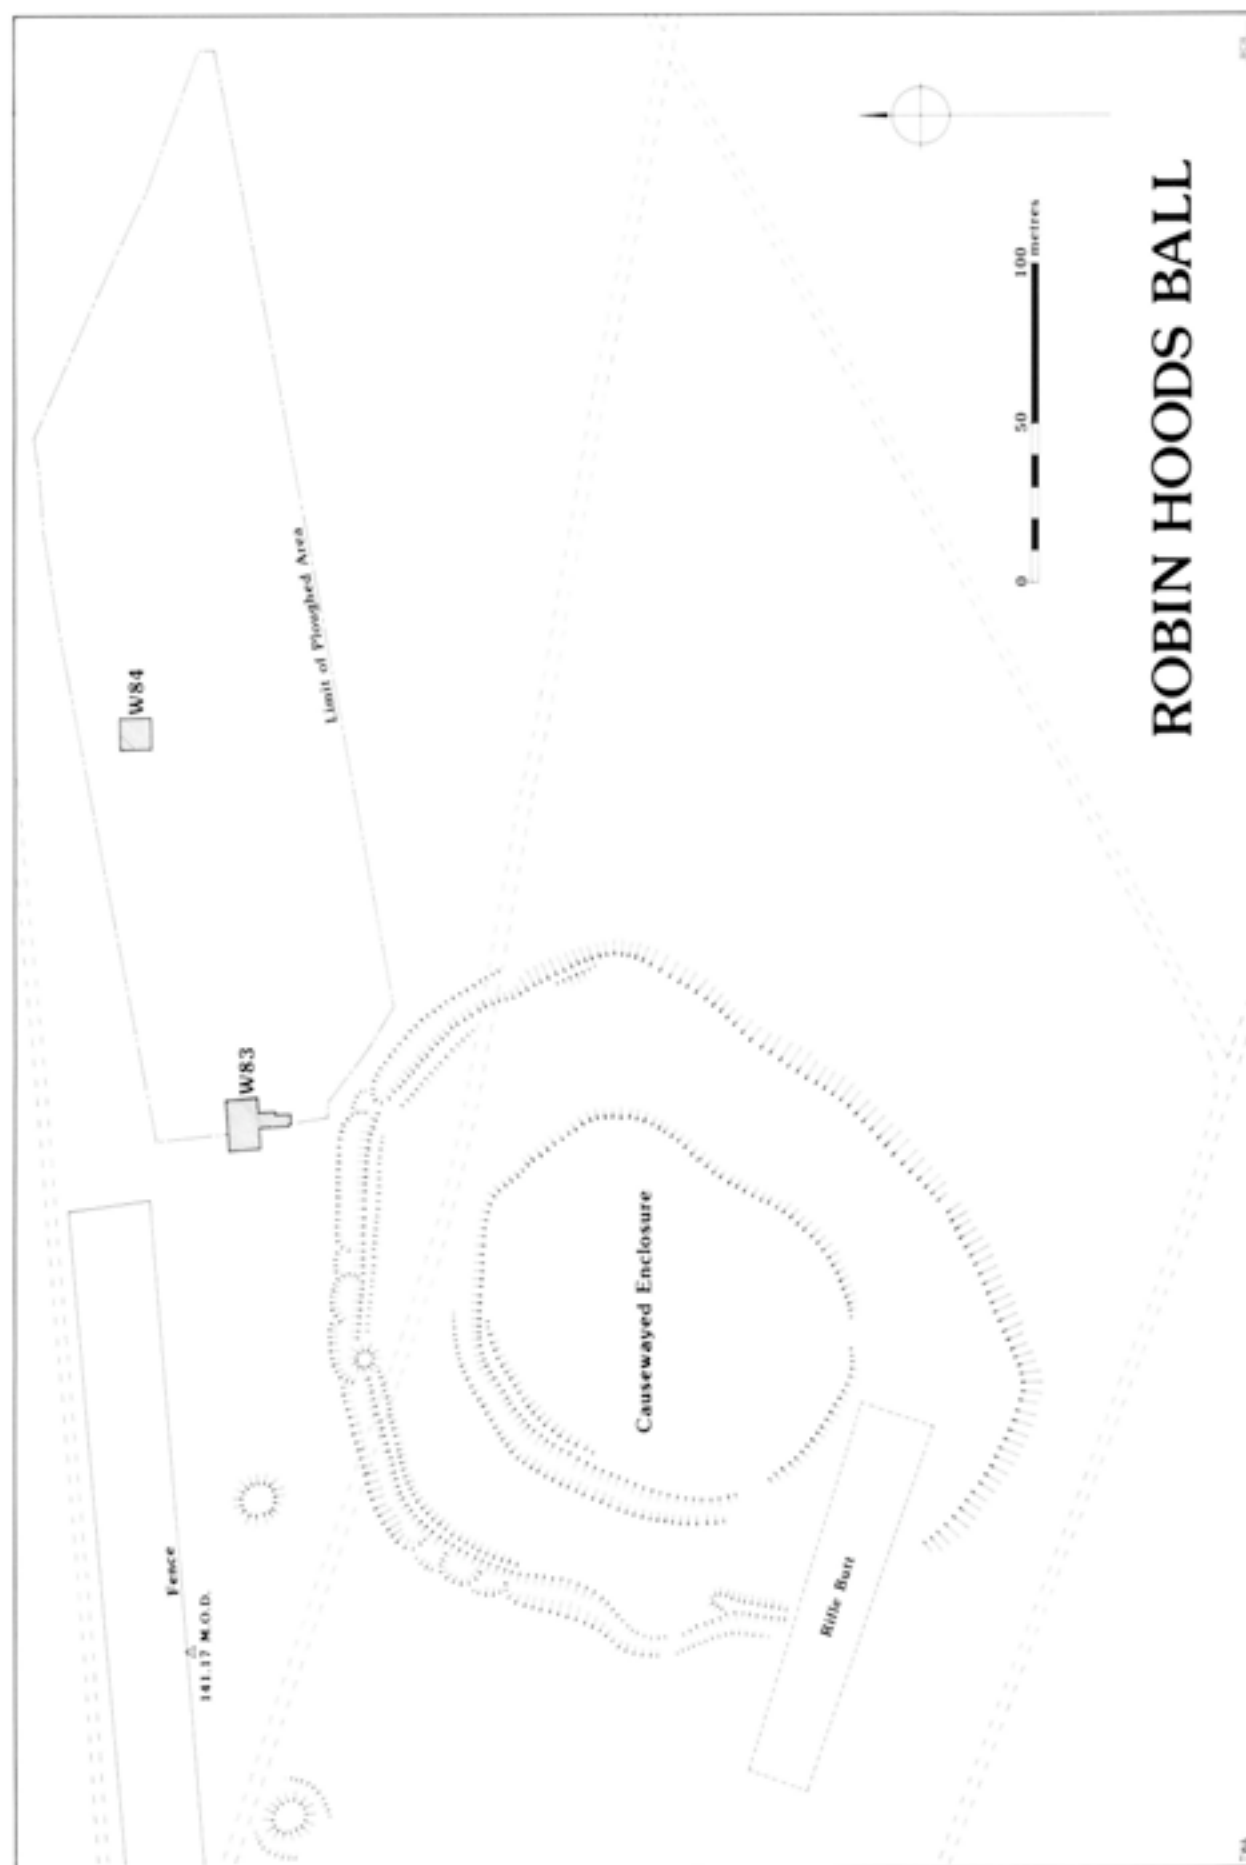 ROBIN HOODS BALL
0 50 100 metres
W84
Limit of Ploughed Area
W83
Causewayed Enclosure
Fence
141.17 M.O.D.
Rifle Butt